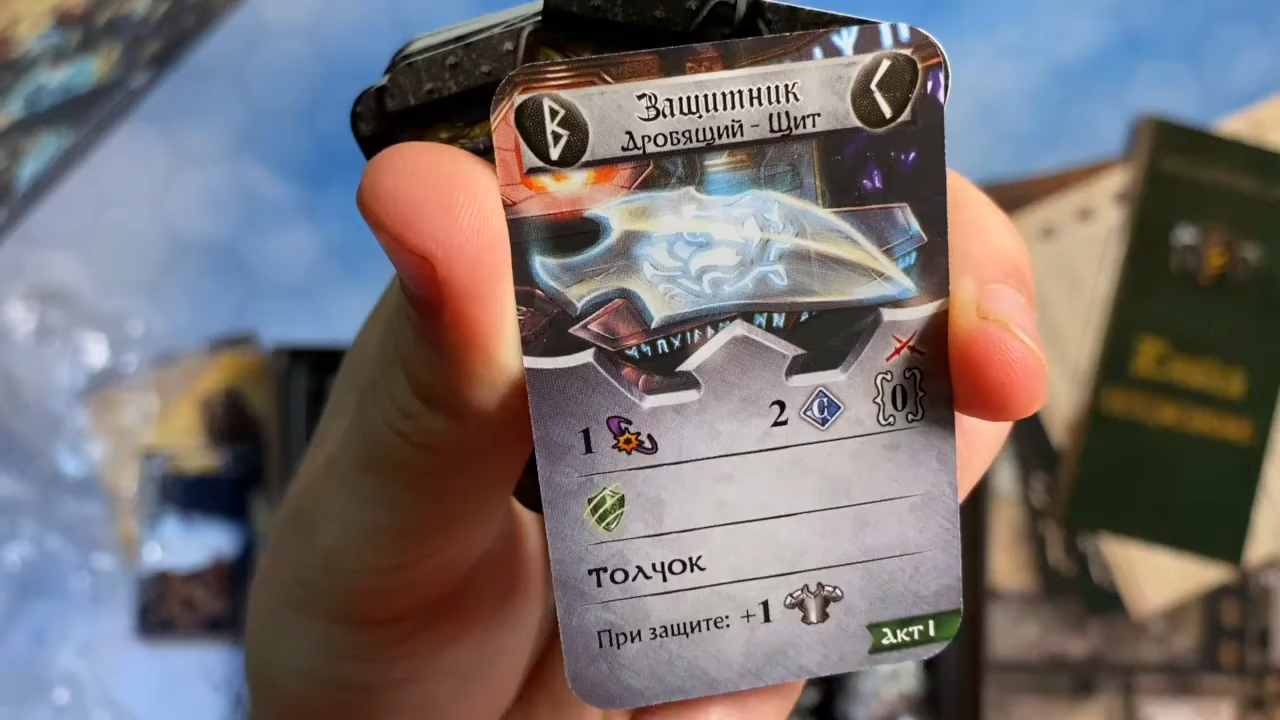 Защитник
Дробящий - Щит
1
2 C {0}
Толчок
При защите: +1
АКТ I